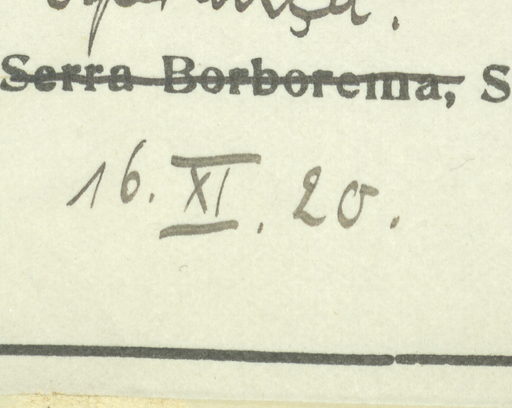 Serra Borborema, S
16. XI. 20.